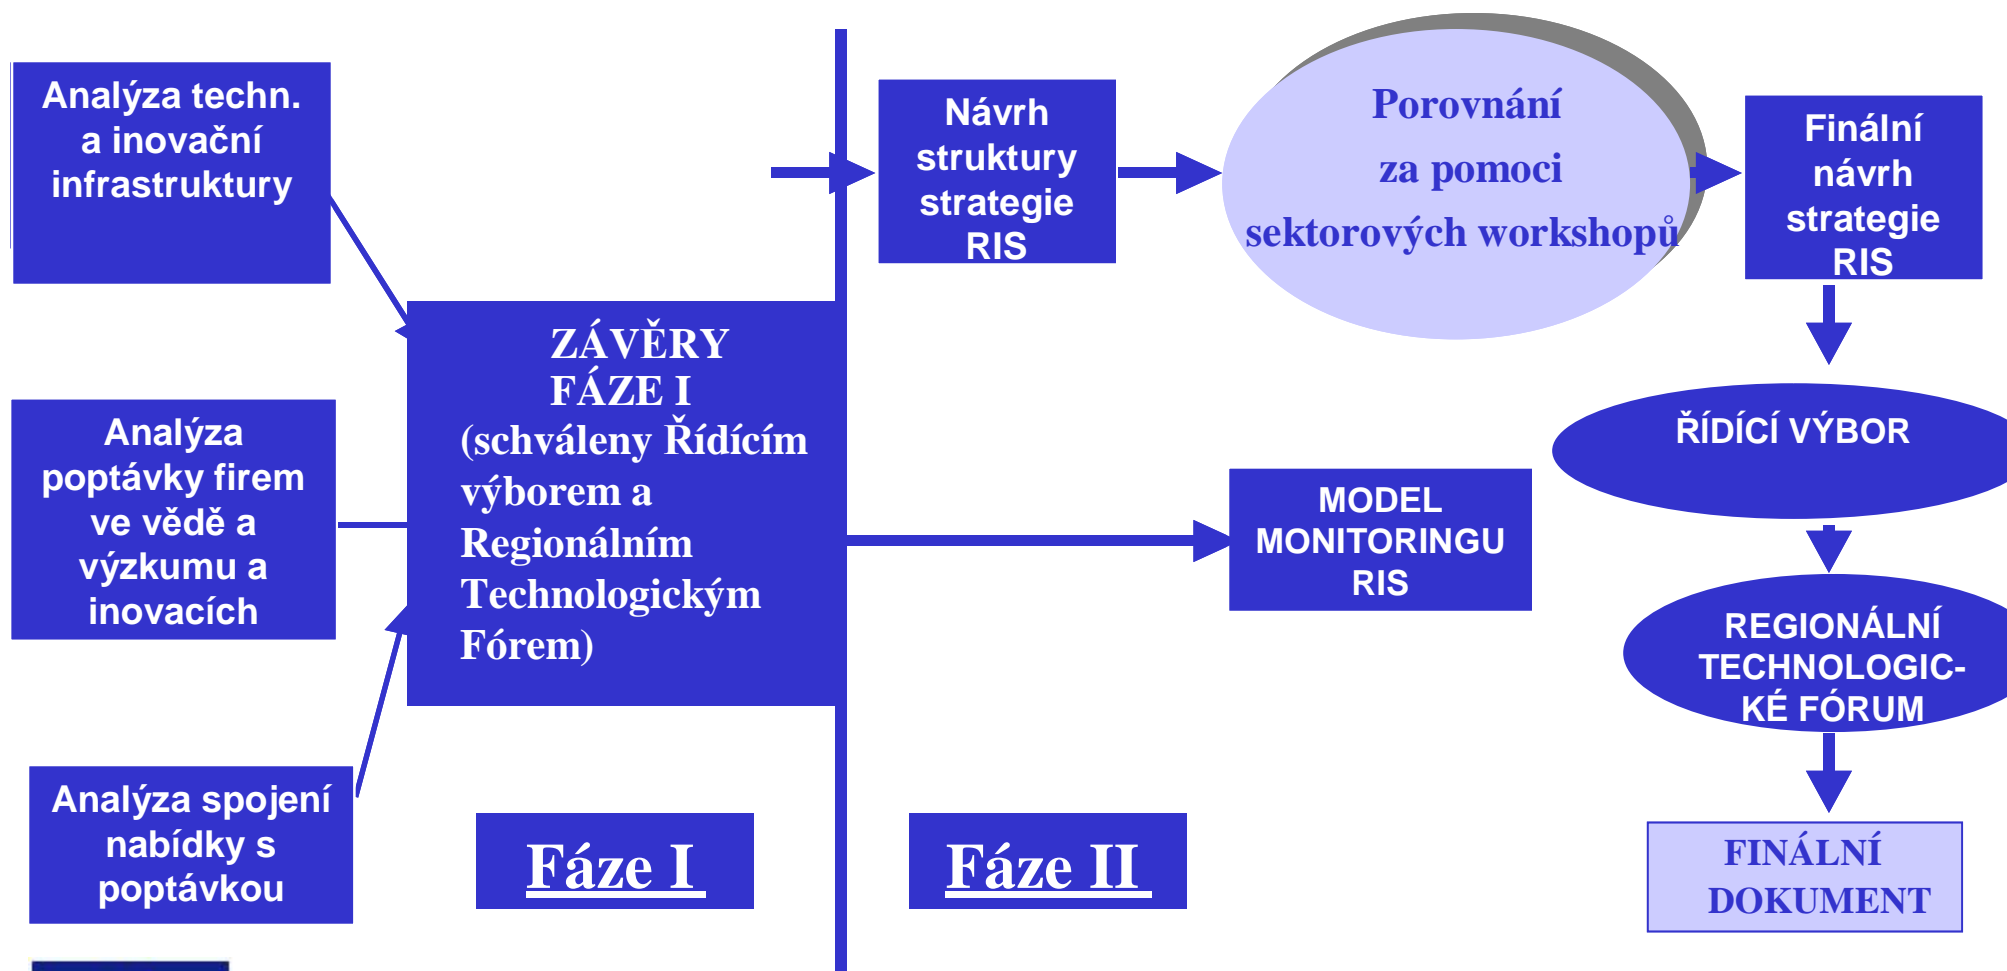 Analýza techn.
a inovační
infrastruktury
Analýza
poptávky firem
ve vědě a
výzkumu a
inovacích
Analýza spojení
nabídky s
poptávkou
ZÁVĚRY
FÁZE I
(schváleny Řídícím
výborem a
Regionálním
Technologickým
Fórem)
Fáze I
Návrh
struktury
strategie
RIS
Porovnání
za pomoci
sektorových workshopů
Finální
návrh
strategie
RIS
ŘÍDÍCÍ VÝBOR
MODEL
MONITORINGU
RIS
REGIONÁLNÍ
TECHNOLOGIC-
KÉ FÓRUM
Fáze II
FINÁLNÍ
DOKUMENT